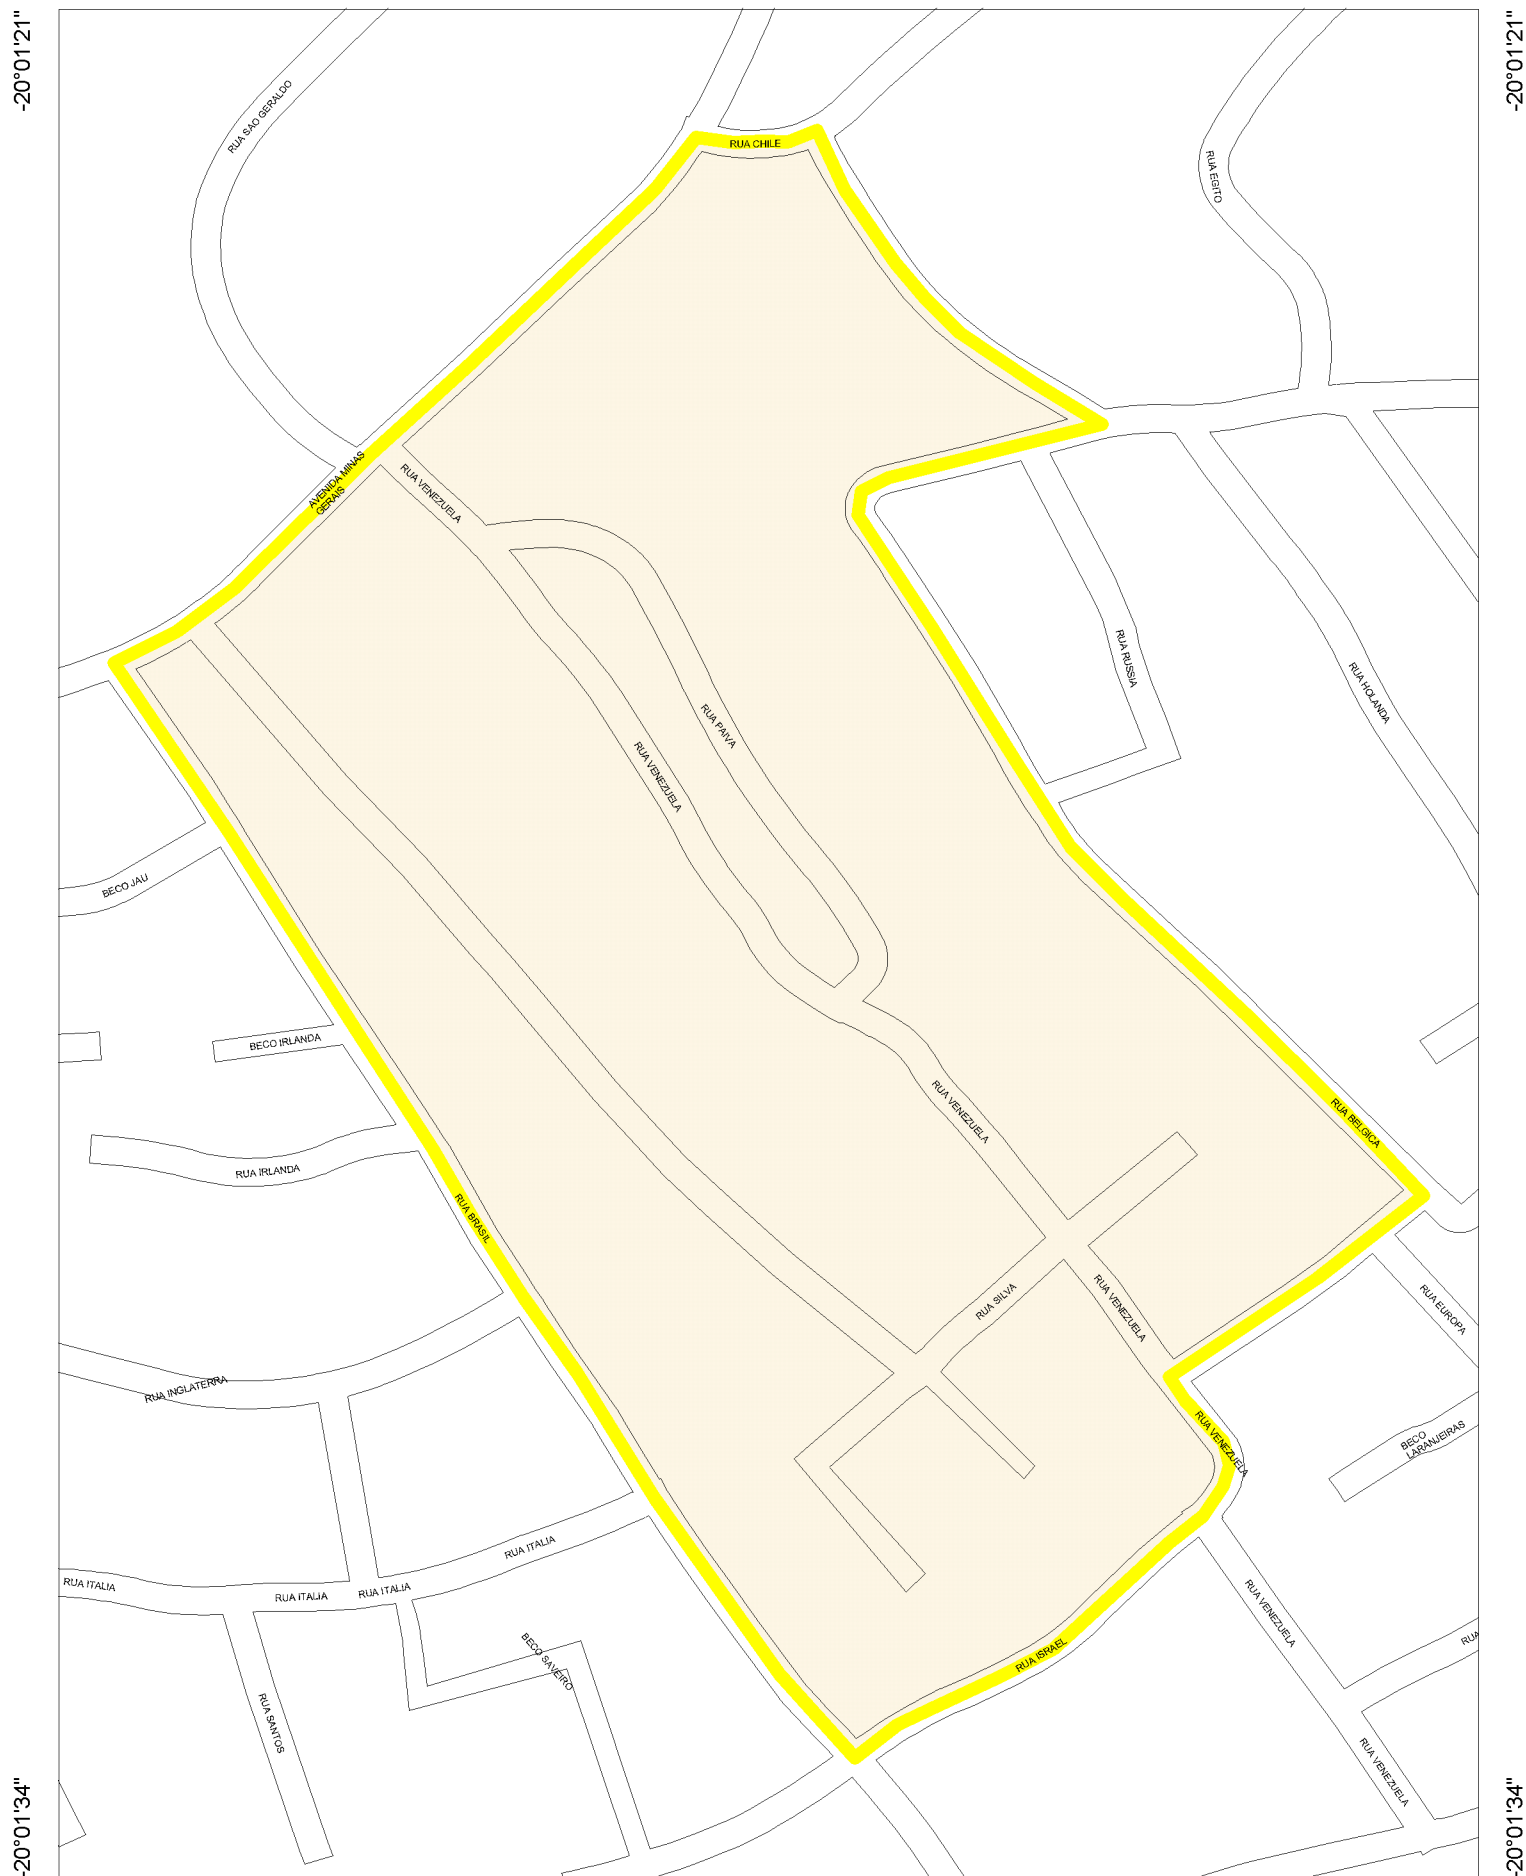 -20°01'21"
-20°01'21"
RUA SAO GERALDO
RUA CHILE
RUA EGITO
AVENIDA MINAS
GERAIS
RUA VENEZUELA
RUA RUSSIA
RUA HOLANDA
RUA PAIVA
RUA VENEZUELA
BECO JAU
BECO IRLANDA
RUA VENEZUELA
RUA BELGICA
RUA IRLANDA
RUA BRASIL
RUA SILVA
RUA VENEZUELA
RUA EUROPA
RUA INGLATERRA
RUA VENEZUELA
BECO
LARANJEIRAS
RUA ITALIA
RUA ITALIA
RUA ITALIA
RUA ITALIA
RUA VENEZUELA
RUA ISRAEL
RUA
BECO SAVEIRO
RUA SANTOS
RUA VENEZUELA
-20°01'34"
-20°01'34"